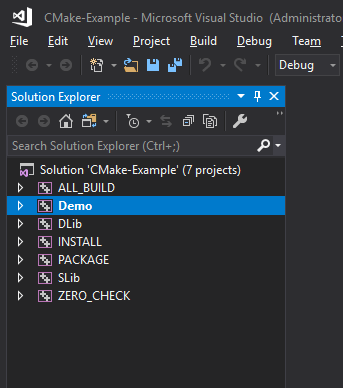 CMake-Example - Microsoft Visual Studio (Administrato
File Edit View Project Build Debug Team
Debug
Solution Explorer
Search Solution Explorer (Ctrl+;)
Solution 'CMake-Example' (7 projects)
ALL_BUILD
Demo
DLib
INSTALL
PACKAGE
SLib
ZERO_CHECK